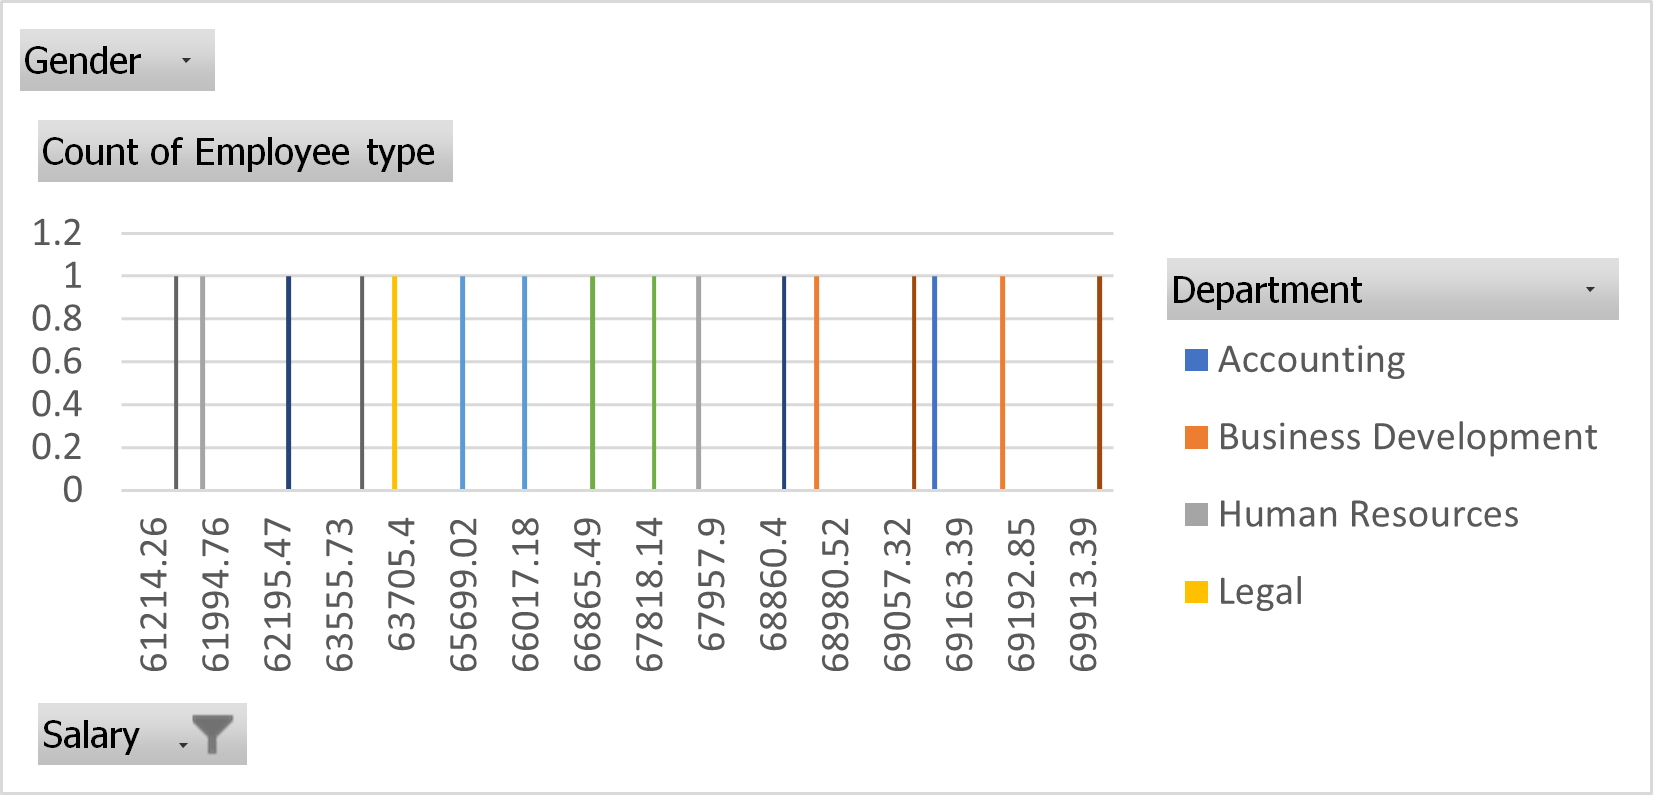 Gender
Count of Employee type
1.2
1
0.8
0.6
0.4
0.2
0
61214.26
61994.76
62195.47
63555.73
63705.4
65699.02
66017.18
66865.49
67818.14
67957.9
68860.4
68980.52
69057.32
69163.39
69192.85
69913.39
Department
Accounting
Business Development
Human Resources
Legal
Salary